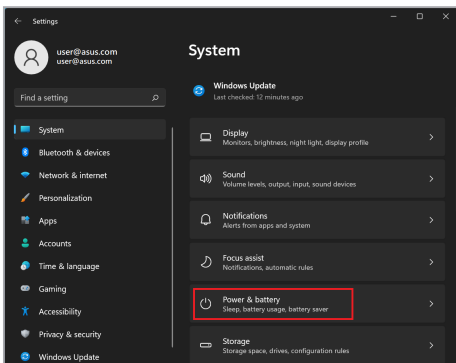 Settings
user@asus.com
user@asus.com
Find a setting
System
Bluetooth & devices
Network & internet
Personalization
Apps
Accounts
Time & language
Gaming
Accessibility
Privacy & security
Windows Update
System
Windows Update
Last checked: 12 minutes ago
Display
Monitors, brightness, night light, display profile
Sound
Volume levels, output, input, sound devices
Notifications
Alerts from apps and system
Focus assist
Notifications, automatic rules
Power & battery
Sleep, battery usage, battery saver
Storage
Storage space, drives, configuration rules